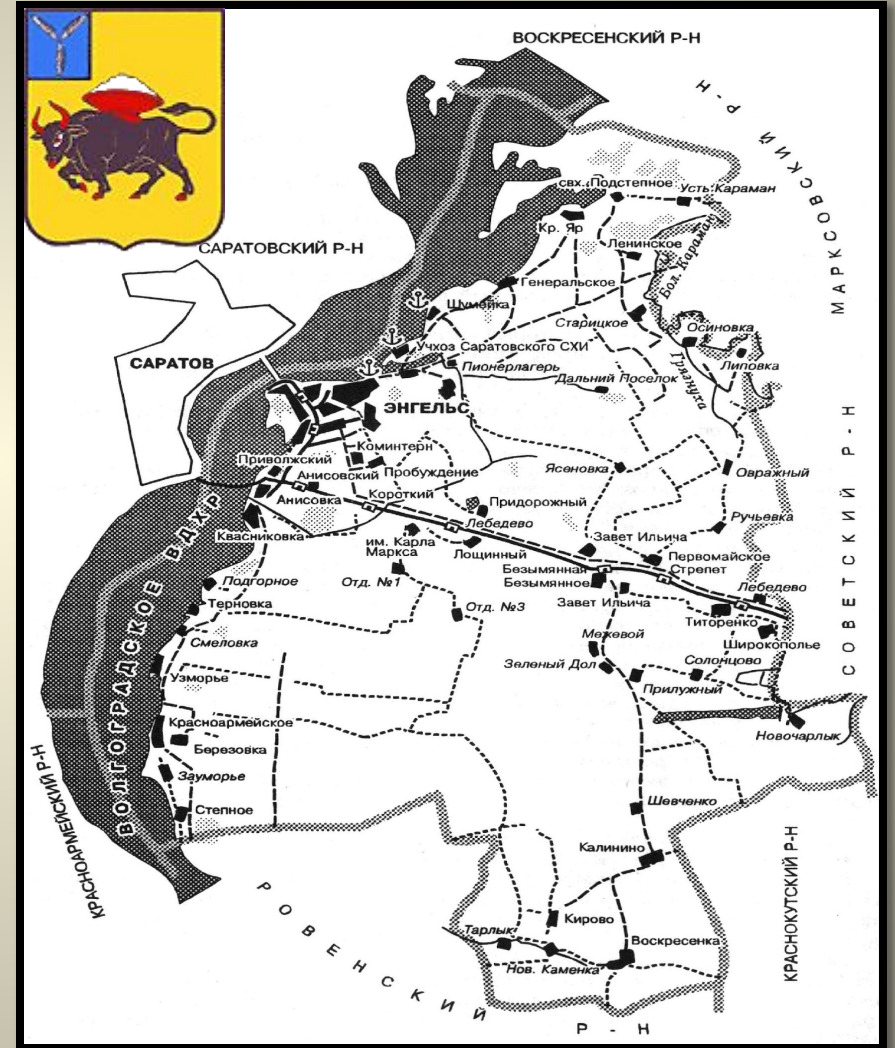 ВОСКРЕСЕНСКИЙ Р-Н
МАРКСОВСКИЙ Р-Н
свх. Подстепное
Усть Караман
Кр. Яр
САРАТОВСКИЙ Р-Н
Ленинское
Бол. Караман
Генеральское
Шумейка
Старицкое
Осиновка
Учхоз Саратовского СХИ
САРАТОВ
Пионерлагерь
Грязнуха
Липовка
Дальний Поселок
ЭНГЕЛЬС
Коминтерн
Приволжский
Анисовский
Пробуждение
Ясеновка
Овражный
Анисовка
Короткий
Придорожный
СОВЕТСКИЙ Р-Н
Лебедево
Ручьевка
Квасниковка
им. Карла
Маркса
Лощинный
Завет Ильича
Первомайское
Безымянная
Стрепет
Отд. №1
Безымянное
Подгорное
Лебедево
Терновка
Отд. №3
Завет Ильича
Титоренко
ВОЛГОГРАДСКОЕ ВДХР
Смеловка
Межевой
Широкополье
Зеленый Дол
Солонцово
Узморье
Прилужный
Красноармейское
Новочарлык
Березовка
КРАСНОАРМЕЙСКИЙ Р-Н
Зауморье
Степное
Шевченко
Калинино
КРАСНОКУТСКИЙ Р-Н
РОВЕНСКИЙ Р-Н
Кирово
Тарлык
Воскресенка
Нов. Каменка